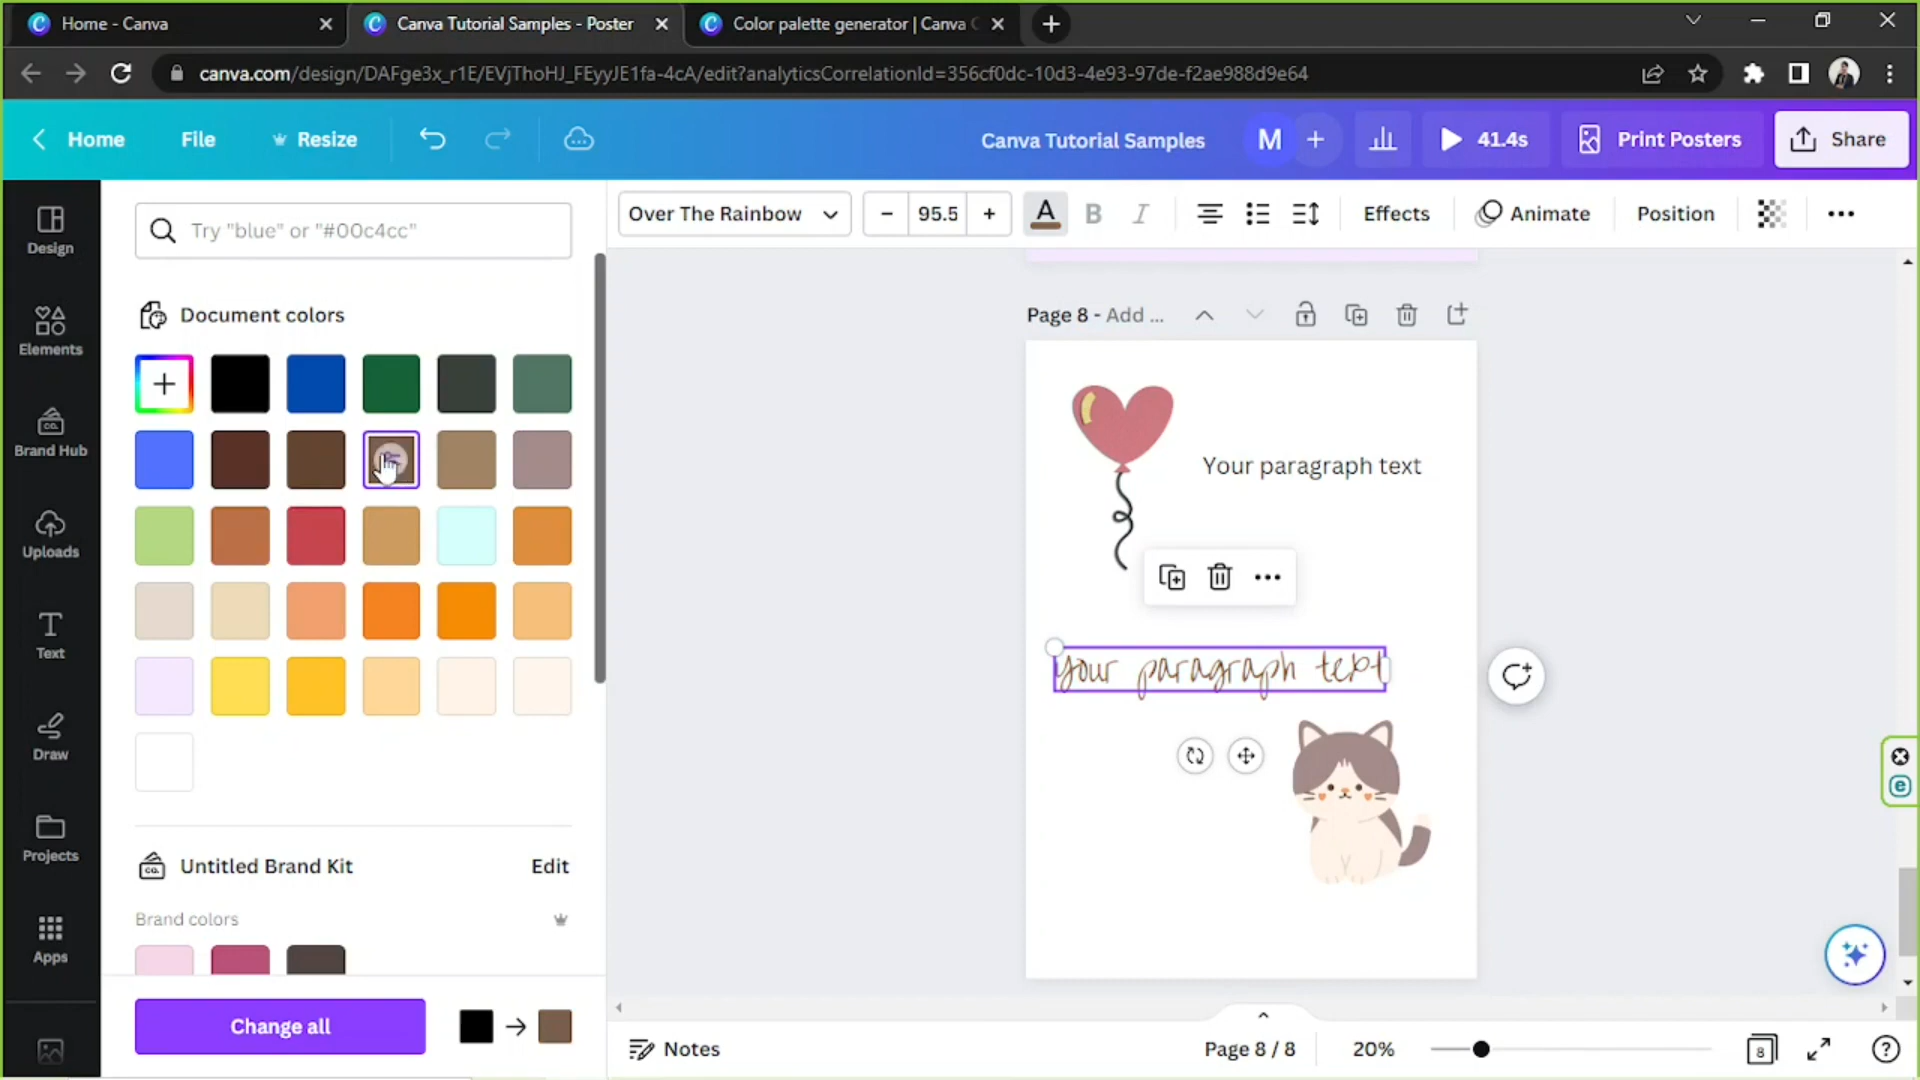 Home - Canva
Canva Tutorial Samples - Poster
Color palette generator | Canva
canva.com/design/DAFge3x_r1E/EVjThoHJ_FEyyJE1fa-4cA/edit?analyticsCorrelationId=356cf0dc-10d3-4e93-97de-f2ae988d9e64
Home
File
Resize
Canva Tutorial Samples
M
41.4s
Print Posters
Share
Design
Elements
Brand Hub
Uploads
Text
Draw
Projects
Apps
Try "blue" or "#00c4cc"
Document colors
Untitled Brand Kit
Edit
Brand colors
Change all
Over The Rainbow
95.5
A
B
I
Effects
Animate
Position
Page 8 - Add ...
Your paragraph text
Your paragraph text
Notes
Page 8 / 8
20%
8